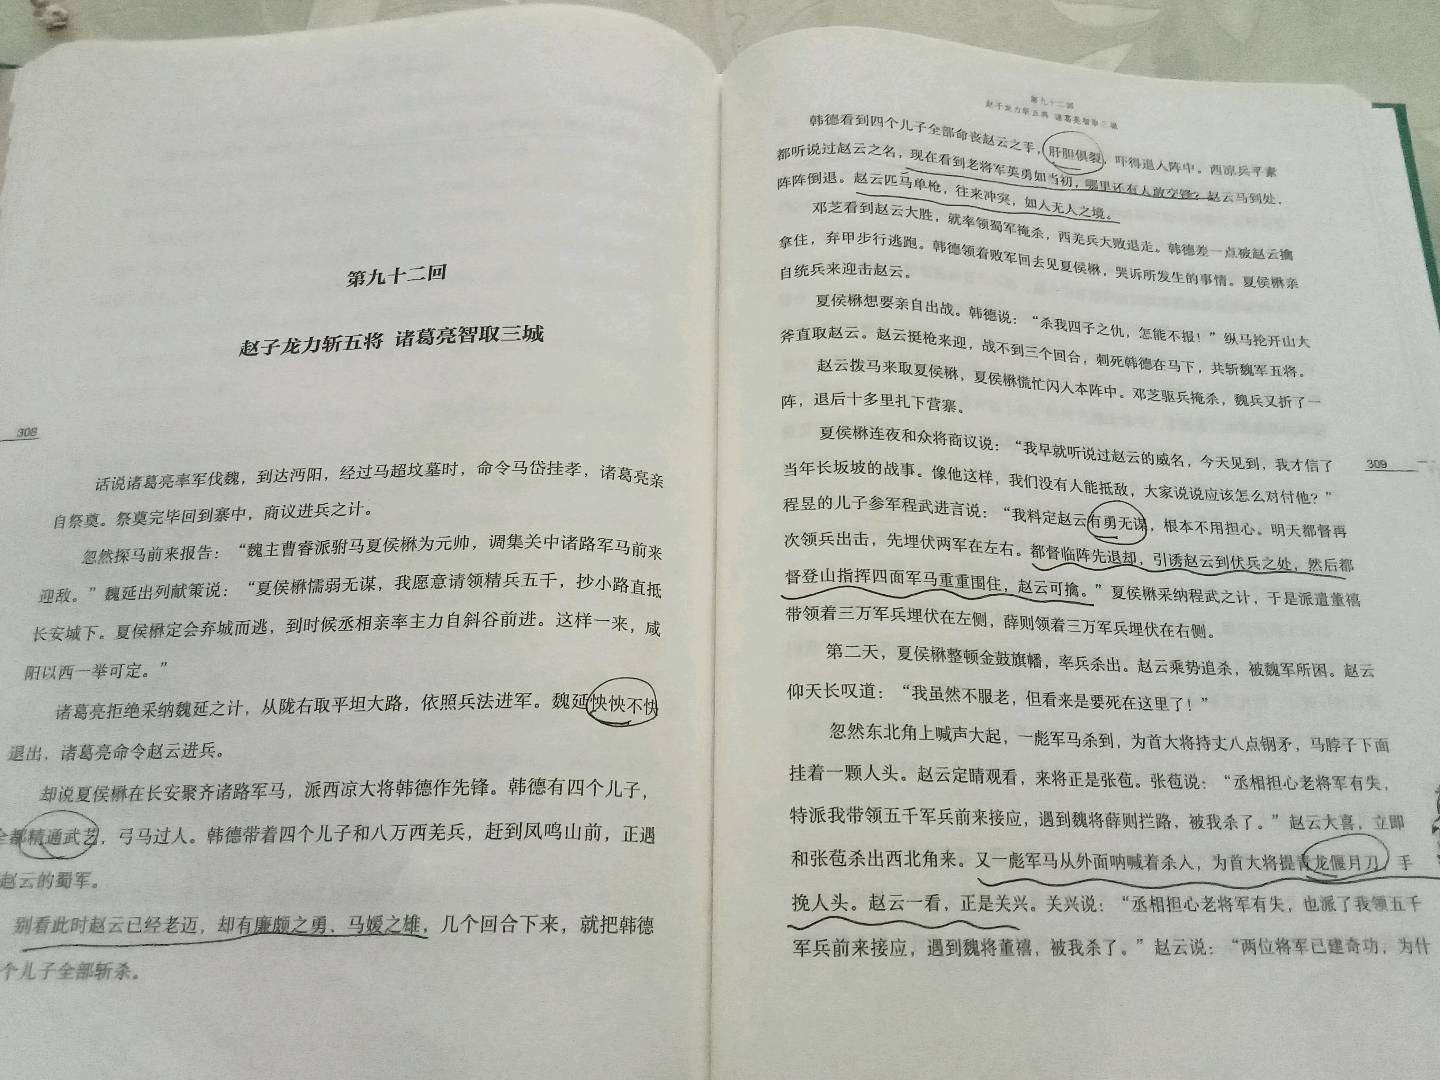 第九十二回
赵子龙力斩五将 诸葛亮智取三城
308
话说诸葛亮率军伐魏，到达沔阳，经过马超坟墓时，命令马岱挂孝，诸葛亮亲
自祭奠。祭奠完毕回到寨中，商议进兵之计。
忽然探马前来报告：“魏主曹睿派驸马夏侯楙为元帅，调集关中诸路军马前来
迎敌。”魏延出列献策说：“夏侯楙懦弱无谋，我愿意请领精兵五千，抄小路直抵
长安城下。夏侯楙定会弃城而逃，到时候丞相亲率主力自斜谷前进。这样一来，咸
阳以西一举可定。”
诸葛亮拒绝采纳魏延之计，从陇右取平坦大路，依照兵法进军。魏延怏怏不快
退出，诸葛亮命令赵云进兵。
却说夏侯楙在长安聚齐诸路军马，派西凉大将韩德作先锋。韩德有四个儿子，
全都精通武艺，弓马过人。韩德带着四个儿子和八万西羌兵，赶到凤鸣山前，正遇
赵云的蜀军。
别看此时赵云已经老迈，却有廉颇之勇、马媛之雄，几个回合下来，就把韩德
个儿子全部斩杀。
第九十二回
赵子龙力斩五将 诸葛亮智取三城
韩德看到四个儿子全部命丧赵云之手，肝胆俱裂，吓得退入阵中。西凉兵平素
都听说过赵云之名，现在看到老将军英勇如当初，哪里还有人敢交锋？赵云马到处，
阵阵倒退。赵云匹马单枪，往来冲突，如入无人之境。
邓芝看到赵云大胜，就率领蜀军掩杀，西羌兵大败退走。韩德差一点被赵云擒
拿住，弃甲步行逃跑。韩德领着败军回去见夏侯楙，哭诉所发生的事情。夏侯楙亲
自统兵来迎击赵云。
夏侯楙想要亲自出战。韩德说：“杀我四子之仇，怎能不报！”纵马抡开山大
斧直取赵云。赵云挺枪来迎，战不到三个回合，刺死韩德在马下，共斩魏军五将。
赵云拨马来取夏侯楙，夏侯楙慌忙闪入本阵中。邓芝驱兵掩杀，魏兵又折了一
阵，退后十多里扎下营寨。
夏侯楙连夜和众将商议说：“我早就听说过赵云的威名，今天见到，我才信了
当年长坂坡的战事。像他这样，我们没有人能抵敌，大家说说应该怎么对付他？”
309
程昱的儿子参军程武进言说：“我料定赵云有勇无谋，根本不用担心。明天都督再
次领兵出击，先埋伏两军在左右。都督临阵先退却，引诱赵云到伏兵之处，然后都
督登山指挥四面军马重重围住，赵云可擒。”夏侯楙采纳程武之计，于是派遣董禧
带领着三万军兵埋伏在左侧，薛则领着三万军兵埋伏在右侧。
第二天，夏侯楙整顿金鼓旗幡，率兵杀出。赵云乘势追杀，被魏军所困。赵云
仰天长叹道：“我虽然不服老，但看来是要死在这里了！”
忽然东北角上喊声大起，一彪军马杀到，为首大将持丈八点钢矛，马脖子下面
挂着一颗人头。赵云定睛观看，来将正是张苞。张苞说：“丞相担心老将军有失，
特派我带领五千军兵前来接应，遇到魏将薛则拦路，被我杀了。”赵云大喜，立即
和张苞杀出西北角来。又一彪军马从外面呐喊着杀人，为首大将提青龙偃月刀，手
挽人头。赵云一看，正是关兴。关兴说：“丞相担心老将军有失，也派了我领五千
军兵前来接应，遇到魏将董禧，被我杀了。”赵云说：“两位将军已建奇功，为什